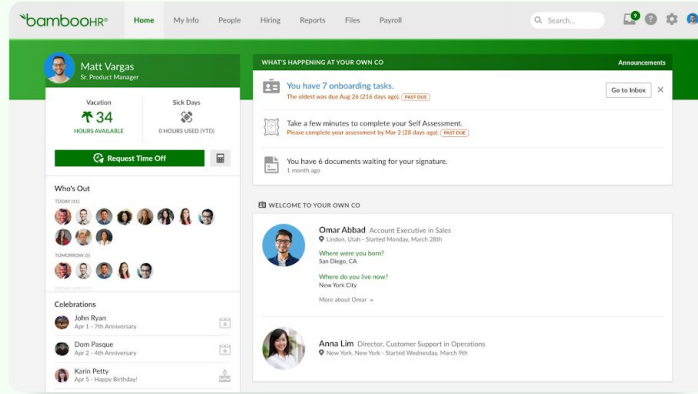 bambooHR®
Home My Info People Hiring Reports Files Payroll
Search...
9
Matt Vargas
Sr. Product Manager
Vacation
34
HOURS AVAILABLE
Sick Days
0 HOURS USED (YTD)
Request Time Off
Who's Out
TODAY (11)
TOMORROW (5)
Celebrations
John Ryan
Apr 1 - 7th Anniversary
Dom Pasque
Apr 2 - 4th Anniversary
Karin Petty
Apr 5 - Happy Birthday!
WHAT'S HAPPENING AT YOUR OWN CO
Announcements
You have 7 onboarding tasks.
The oldest was due Aug 26 (216 days ago). PAST DUE
Go to Inbox
Take a few minutes to complete your Self Assessment.
Please complete your assessment by Mar 2 (28 days ago). PAST DUE
You have 6 documents waiting for your signature.
1 month ago
WELCOME TO YOUR OWN CO
Omar Abbad Account Executive in Sales
Lindon, Utah - Started Monday, March 28th
Where were you born?
San Diego, CA
Where do you live now?
New York City
More about Omar
Anna Lim Director, Customer Support in Operations
New York, New York - Started Wednesday, March 9th